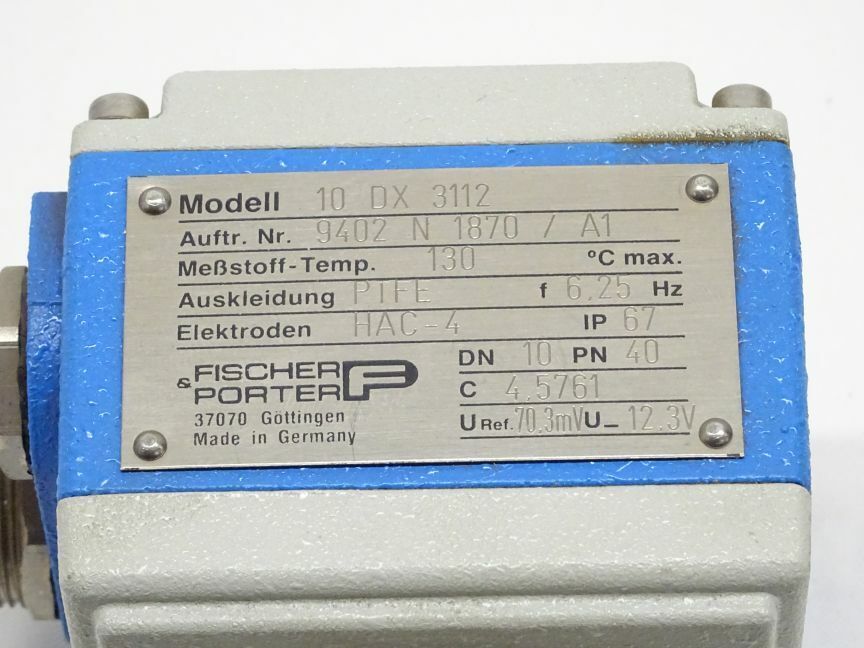 Modell 10 DX 3112
Auftr. Nr. 9402 N 1870 / A1
Meßstoff-Temp. 130 °C max.
Auskleidung PTFE f 6,25 Hz
Elektroden HAC-4 IP 67
DN 10 PN 40
& FISCHER
PORTER
C 4,5761
37070 Göttingen
Made in Germany
U Ref. 70,3mV U_ 12,3V